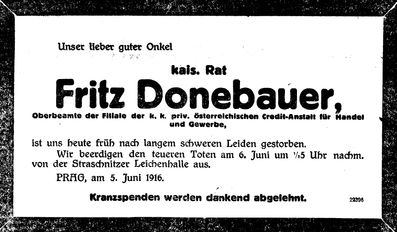 Unser lieber guter Onkel
kais. Rat
Fritz Donebauer,
Oberbeamte der Filiale der k. k. priv. österreichischen Credit-Anstalt für Handel
und Gewerbe,
ist uns heute früh nach langem schweren Leiden gestorben.
Wir beerdigen den teueren Toten am 6. Juni um ½5 Uhr nachm.
von der Straschnitzer Leichenhalle aus.
PRAG, am 5. Juni 1916.
Kranzspenden werden dankend abgelehnt.